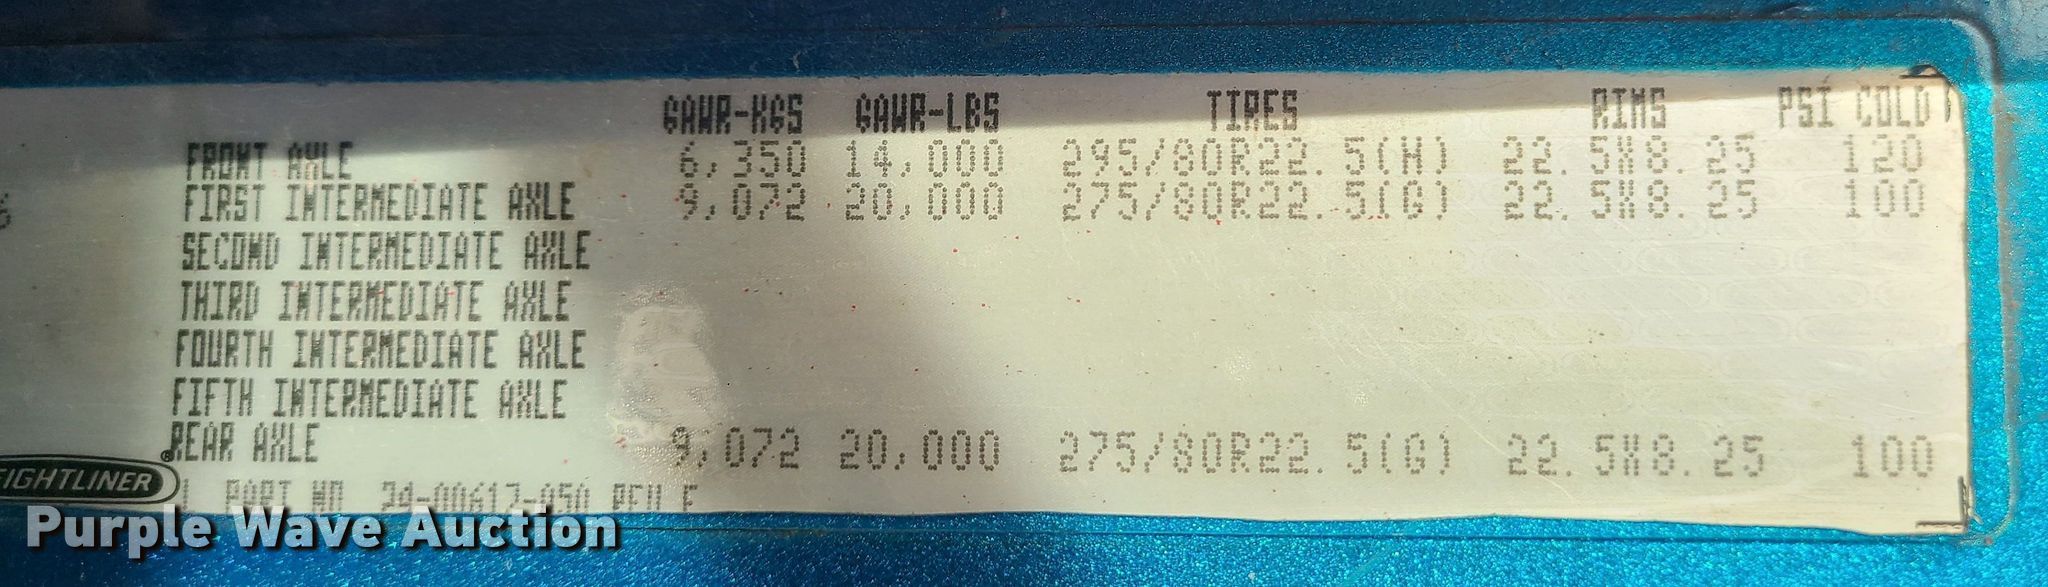 GAWR-KGS GAWR-LBS TIRES RIMS PSI COLD
FRONT AXLE 6,350 14,000 295/80R22.5(H) 22.5X8.25 120
FIRST INTERMEDIATE AXLE 9,072 20,000 275/80R22.5(G) 22.5X8.25 100
SECOND INTERMEDIATE AXLE
THIRD INTERMEDIATE AXLE
FOURTH INTERMEDIATE AXLE
FIFTH INTERMEDIATE AXLE
REAR AXLE 9,072 20,000 275/80R22.5(G) 22.5X8.25 100
EIGHTLINER
PART NO
Purple Wave Auction